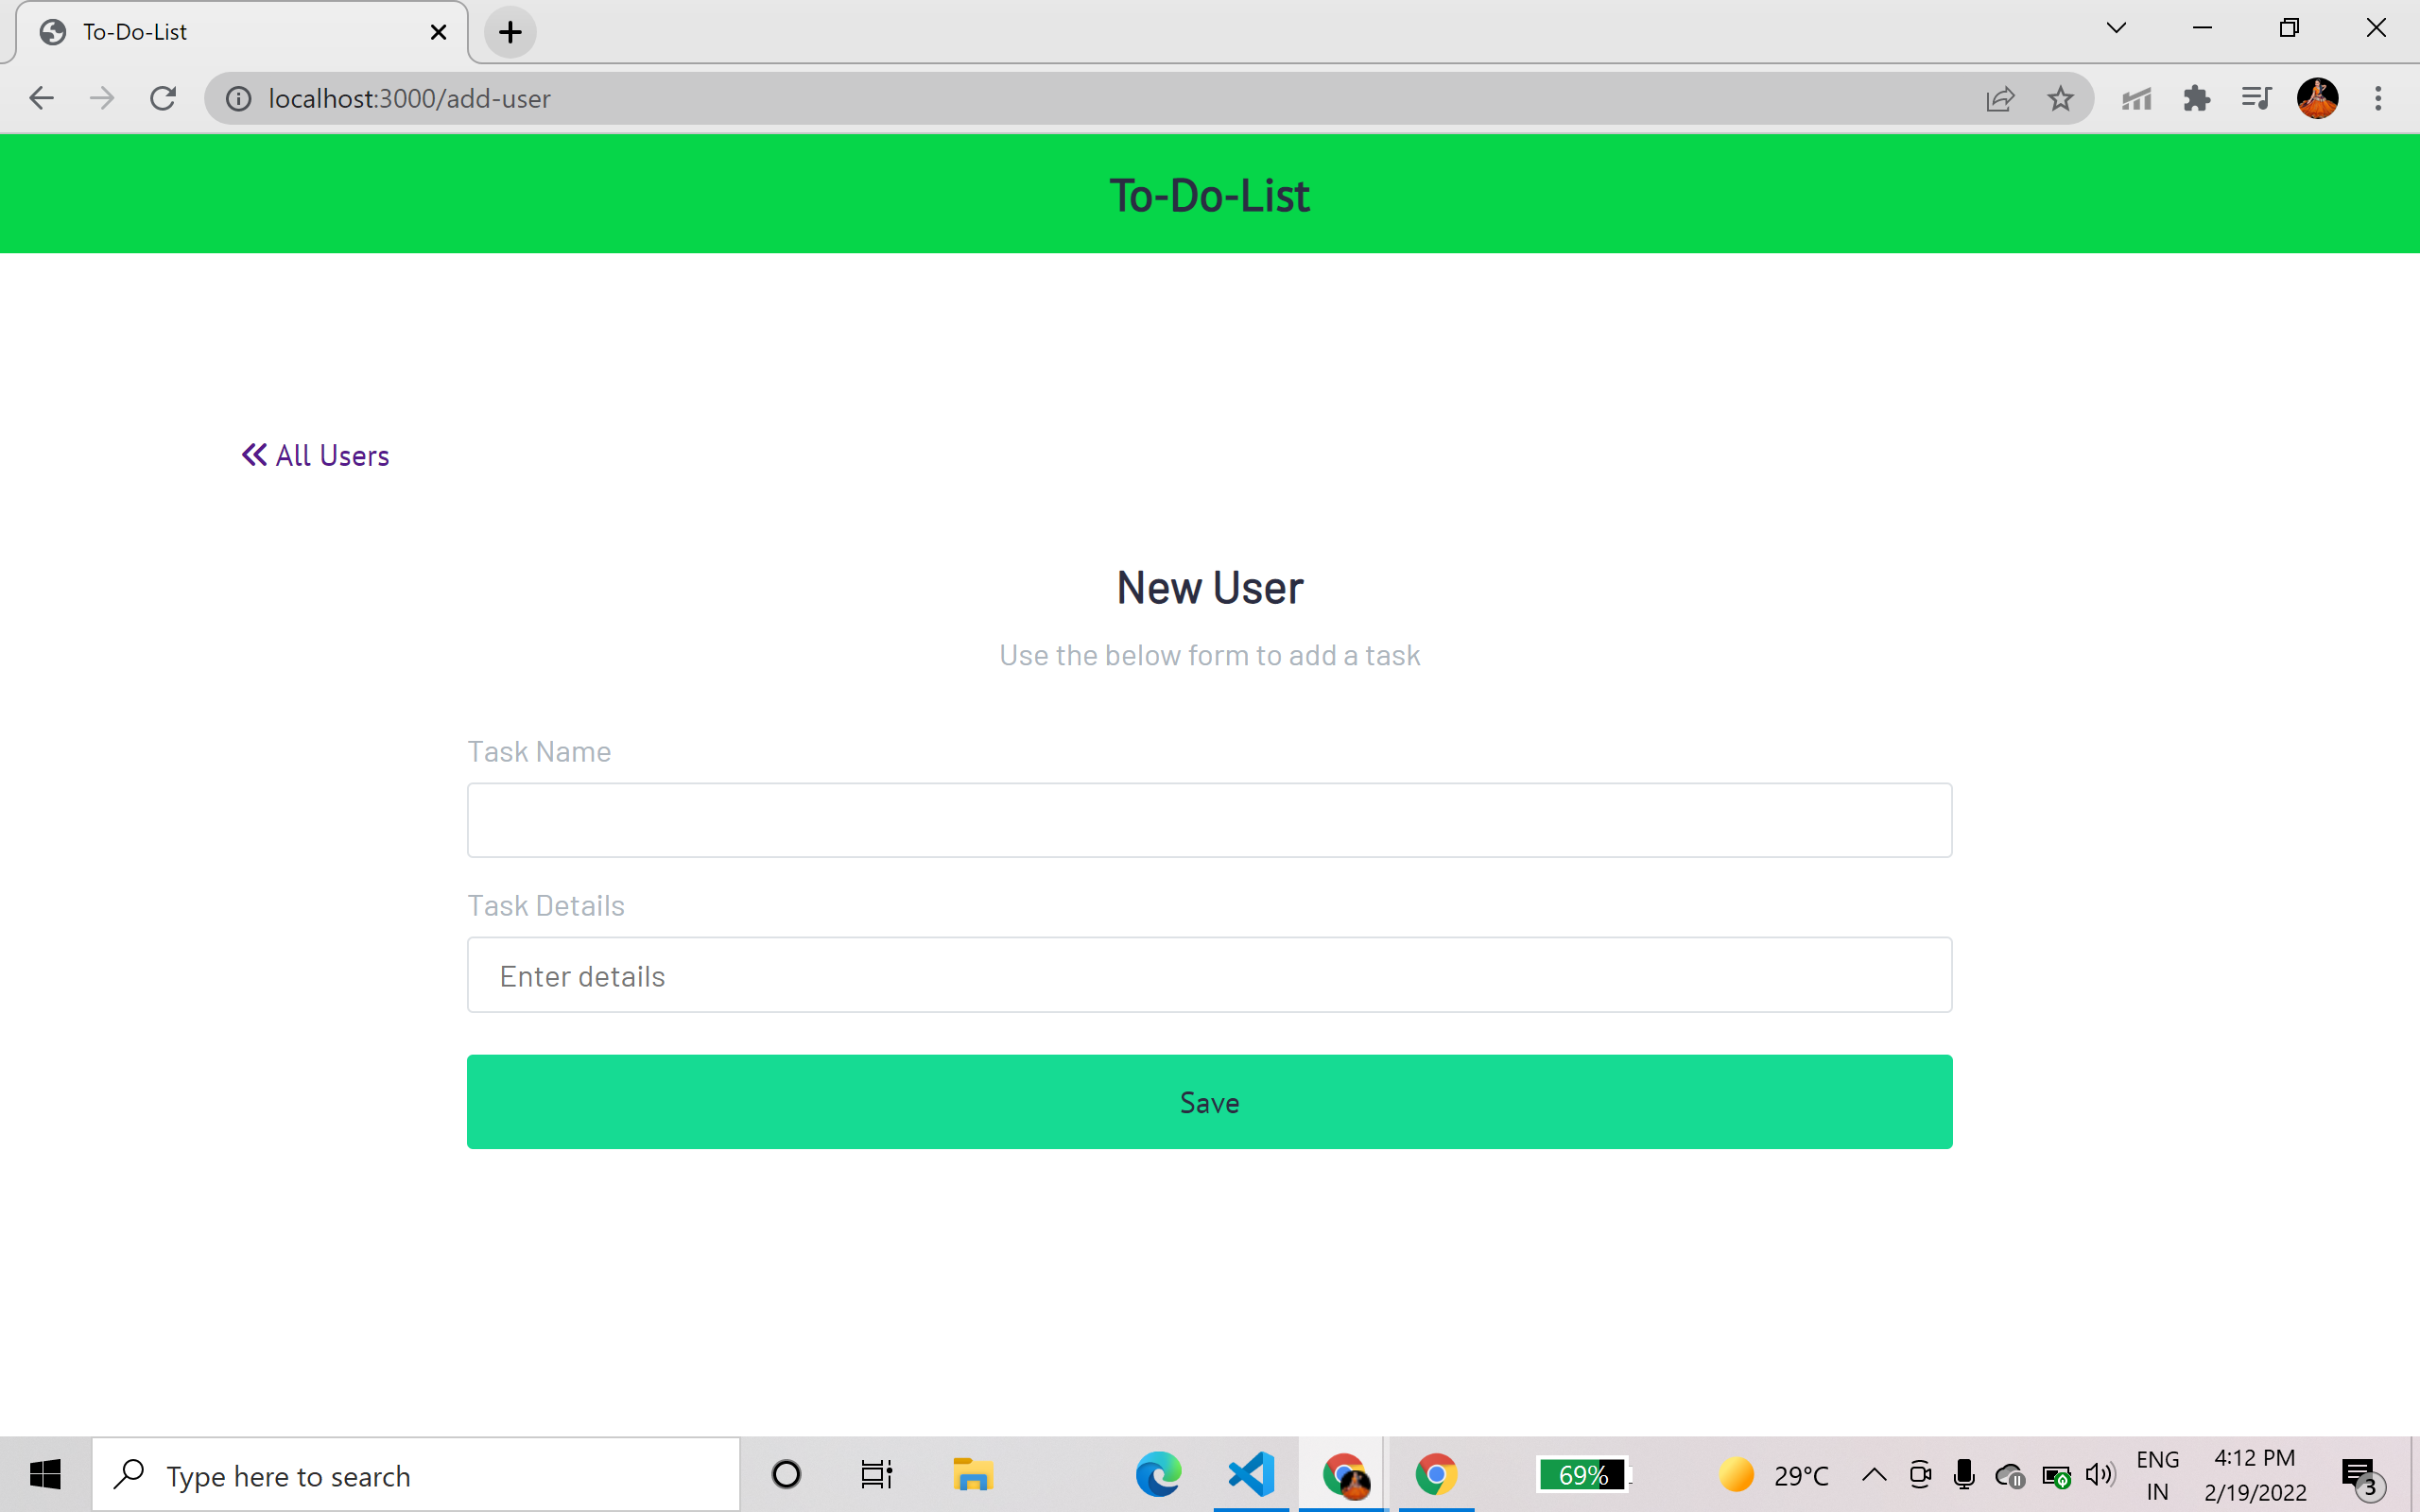 To-Do-List
localhost:3000/add-user
To-Do-List
All Users
New User
Use the below form to add a task
Task Name
Task Details
Enter details
Save
Type here to search
69%
29°C
ENG
IN
4:12 PM
2/19/2022
3